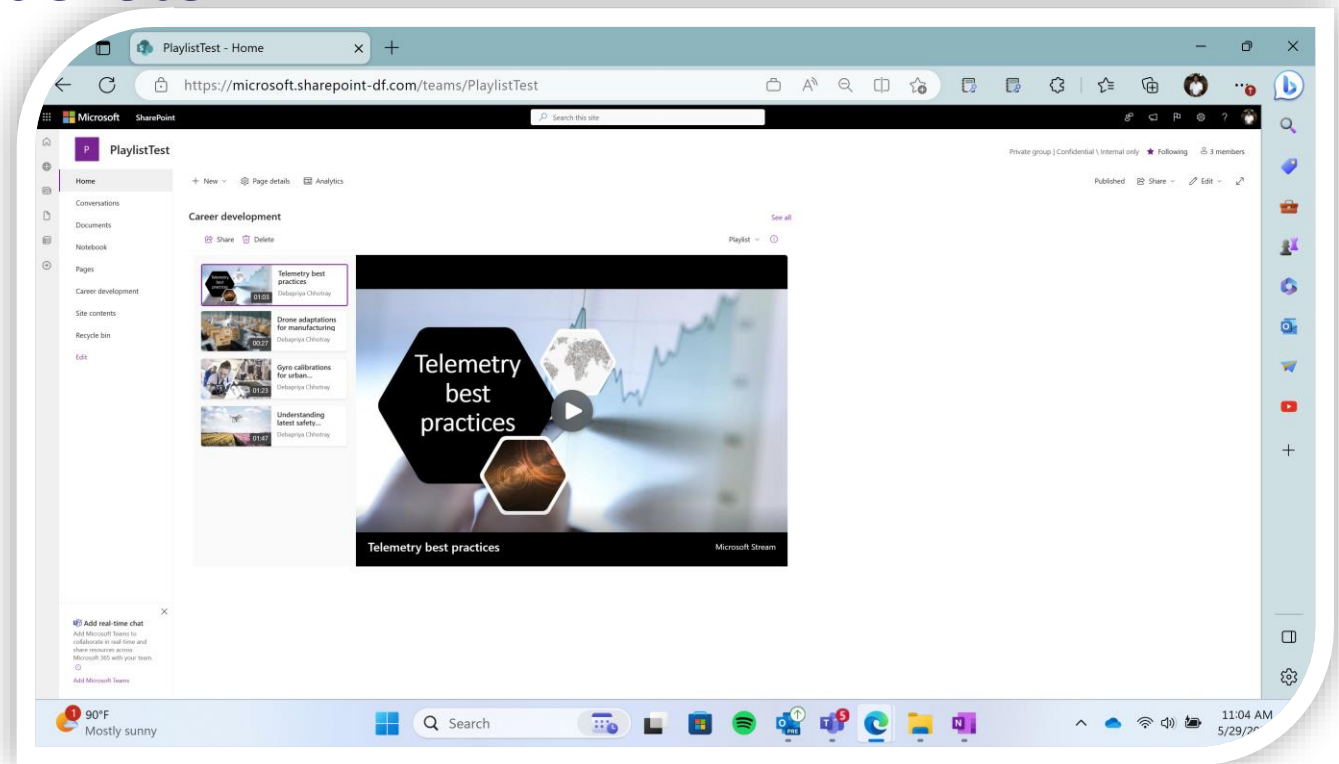 PlaylistTest - Home
https://microsoft.sharepoint-df.com/teams/PlaylistTest
Microsoft SharePoint
Search this site
P PlaylistTest
Private group | Confidential \ Internal only Following 3 members
Home
Conversations
Documents
Notebook
Pages
Career development
Site contents
Recycle bin
Edit
+ New Page details Analytics
Published Share Edit
Career development See all
Share Delete
Playlist
Telemetry best
practices
Debapriya Chhotray
01:03
Drone adaptations
for manufacturing
Debapriya Chhotray
00:27
Gyro calibrations
for urban...
Debapriya Chhotray
01:23
Understanding
latest safety...
Debapriya Chhotray
01:47
Telemetry
best
practices
Telemetry best practices
Microsoft Stream
Add real-time chat
Add Microsoft Teams to
collaborate in real-time and
share resources across
Microsoft 365 with your team.
Add Microsoft Teams
1
90°F
Mostly sunny
Search
PRE
5
11:04 AM